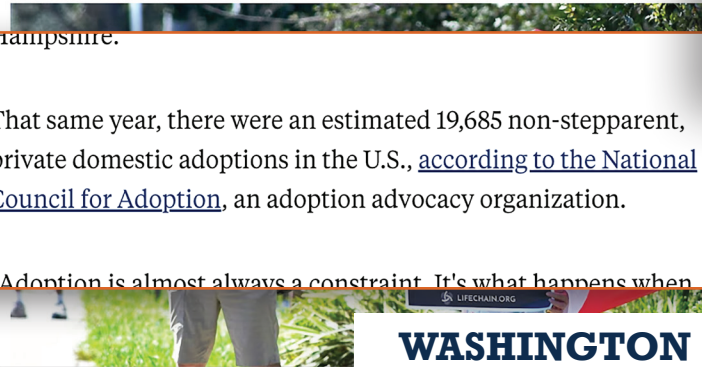 Hampshire.
That same year, there were an estimated 19,685 non-stepparent,
private domestic adoptions in the U.S., according to the National
Council for Adoption, an adoption advocacy organization.
"Adoption is almost always a constraint. It's what happens when
LIFECHAIN.ORG
WASHINGTON